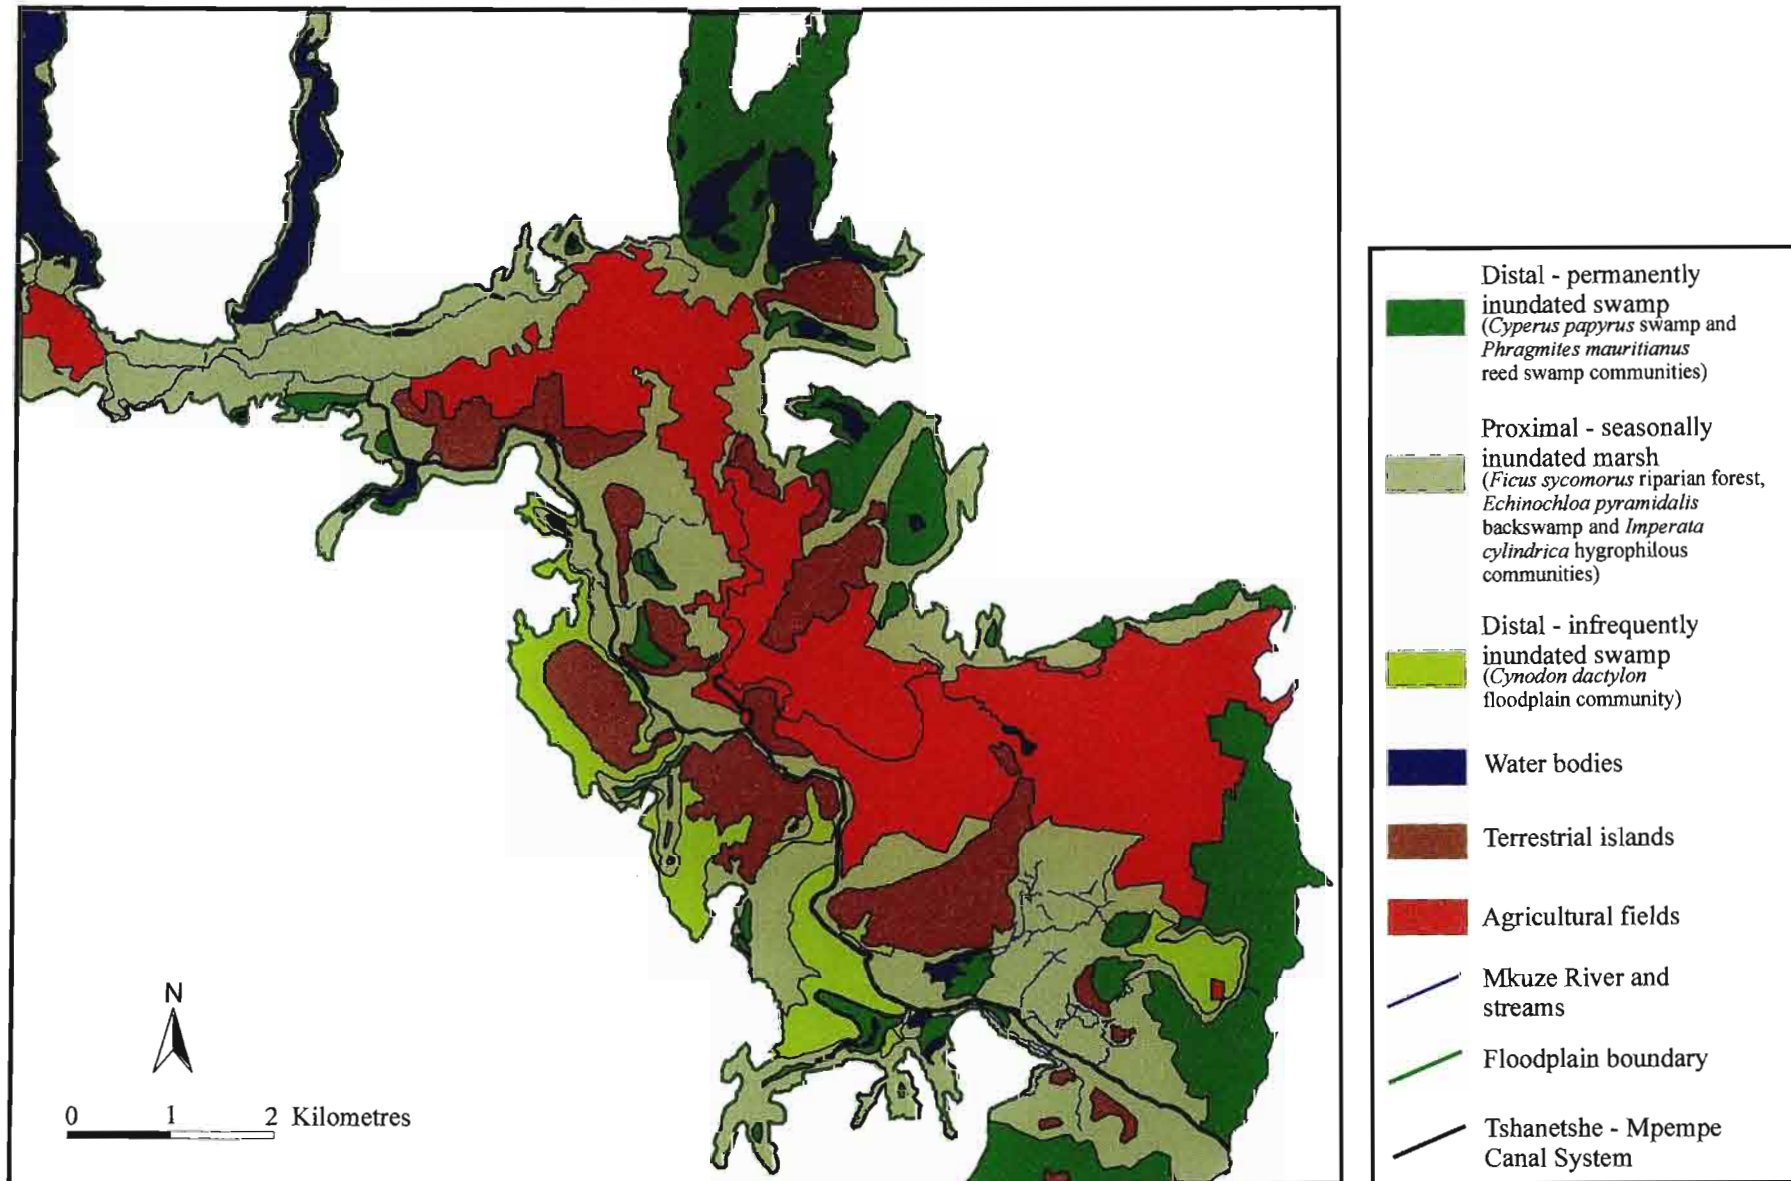 N
0 1 2 Kilometres
Distal - permanently
inundated swamp
(Cyperus papyrus swamp and
Phragmites mauritianus
reed swamp communities)
Proximal - seasonally
inundated marsh
(Ficus sycomorus riparian forest,
Echinochloa pyramidalis
backswamp and Imperata
cylindrica hygrophilous
communities)
Distal - infrequently
inundated swamp
(Cynodon dactylon
floodplain community)
Water bodies
Terrestrial islands
Agricultural fields
Mkuze River and
streams
Floodplain boundary
Tshanetshe - Mpempe
Canal System